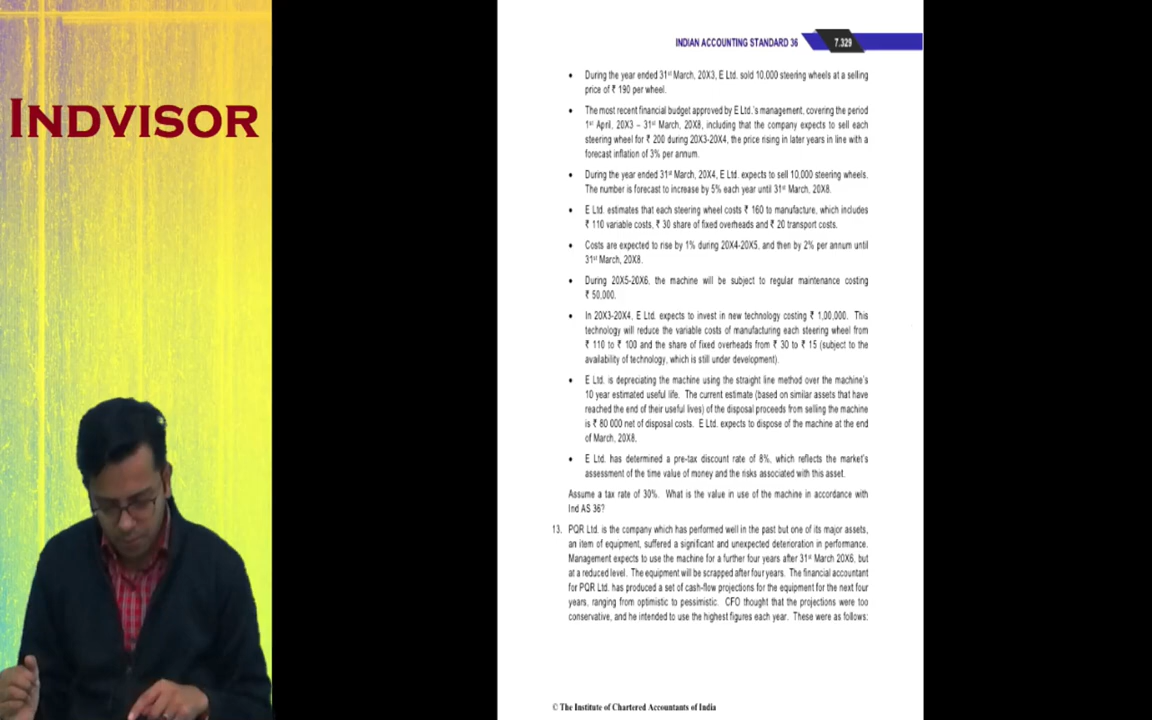 INDVISOR
INDIAN ACCOUNTING STANDARD 36
7.329
• During the year ended 31st March, 20X3, E Ltd. sold 10,000 steering wheels at a selling
price of ₹ 190 per wheel.
• The most recent financial budget approved by E Ltd.'s management, covering the period
1st April, 20X3 – 31st March, 20X8, including that the company expects to sell each
steering wheel for ₹ 200 during 20X3-20X4, the price rising in later years in line with a
forecast inflation of 3% per annum.
• During the year ended 31st March, 20X4, E Ltd. expects to sell 10,000 steering wheels.
The number is forecast to increase by 5% each year until 31st March, 20X8.
• E Ltd. estimates that each steering wheel costs ₹ 160 to manufacture, which includes
₹ 110 variable costs, ₹ 30 share of fixed overheads and ₹ 20 transport costs.
• Costs are expected to rise by 1% during 20X4-20X5, and then by 2% per annum until
31st March, 20X8.
• During 20X5-20X6, the machine will be subject to regular maintenance costing
₹ 50,000.
• In 20X3-20X4, E Ltd. expects to invest in new technology costing ₹ 1,00,000. This
technology will reduce the variable costs of manufacturing each steering wheel from
₹ 110 to ₹ 100 and the share of fixed overheads from ₹ 30 to ₹ 15 (subject to the
availability of technology, which is still under development).
• E Ltd. is depreciating the machine using the straight line method over the machine's
10 year estimated useful life. The current estimate (based on similar assets that have
reached the end of their useful lives) of the disposal proceeds from selling the machine
is ₹ 80 000 net of disposal costs. E Ltd. expects to dispose of the machine at the end
of March, 20X8.
• E Ltd. has determined a pre-tax discount rate of 8%, which reflects the market's
assessment of the time value of money and the risks associated with this asset.
Assume a tax rate of 30%. What is the value in use of the machine in accordance with
Ind AS 36?
13. PQR Ltd. is the company which has performed well in the past but one of its major assets,
an item of equipment, suffered a significant and unexpected deterioration in performance.
Management expects to use the machine for a further four years after 31st March 20X6, but
at a reduced level. The equipment will be scrapped after four years. The financial accountant
for PQR Ltd. has produced a set of cash-flow projections for the equipment for the next four
years, ranging from optimistic to pessimistic. CFO thought that the projections were too
conservative, and he intended to use the highest figures each year. These were as follows:
© The Institute of Chartered Accountants of India